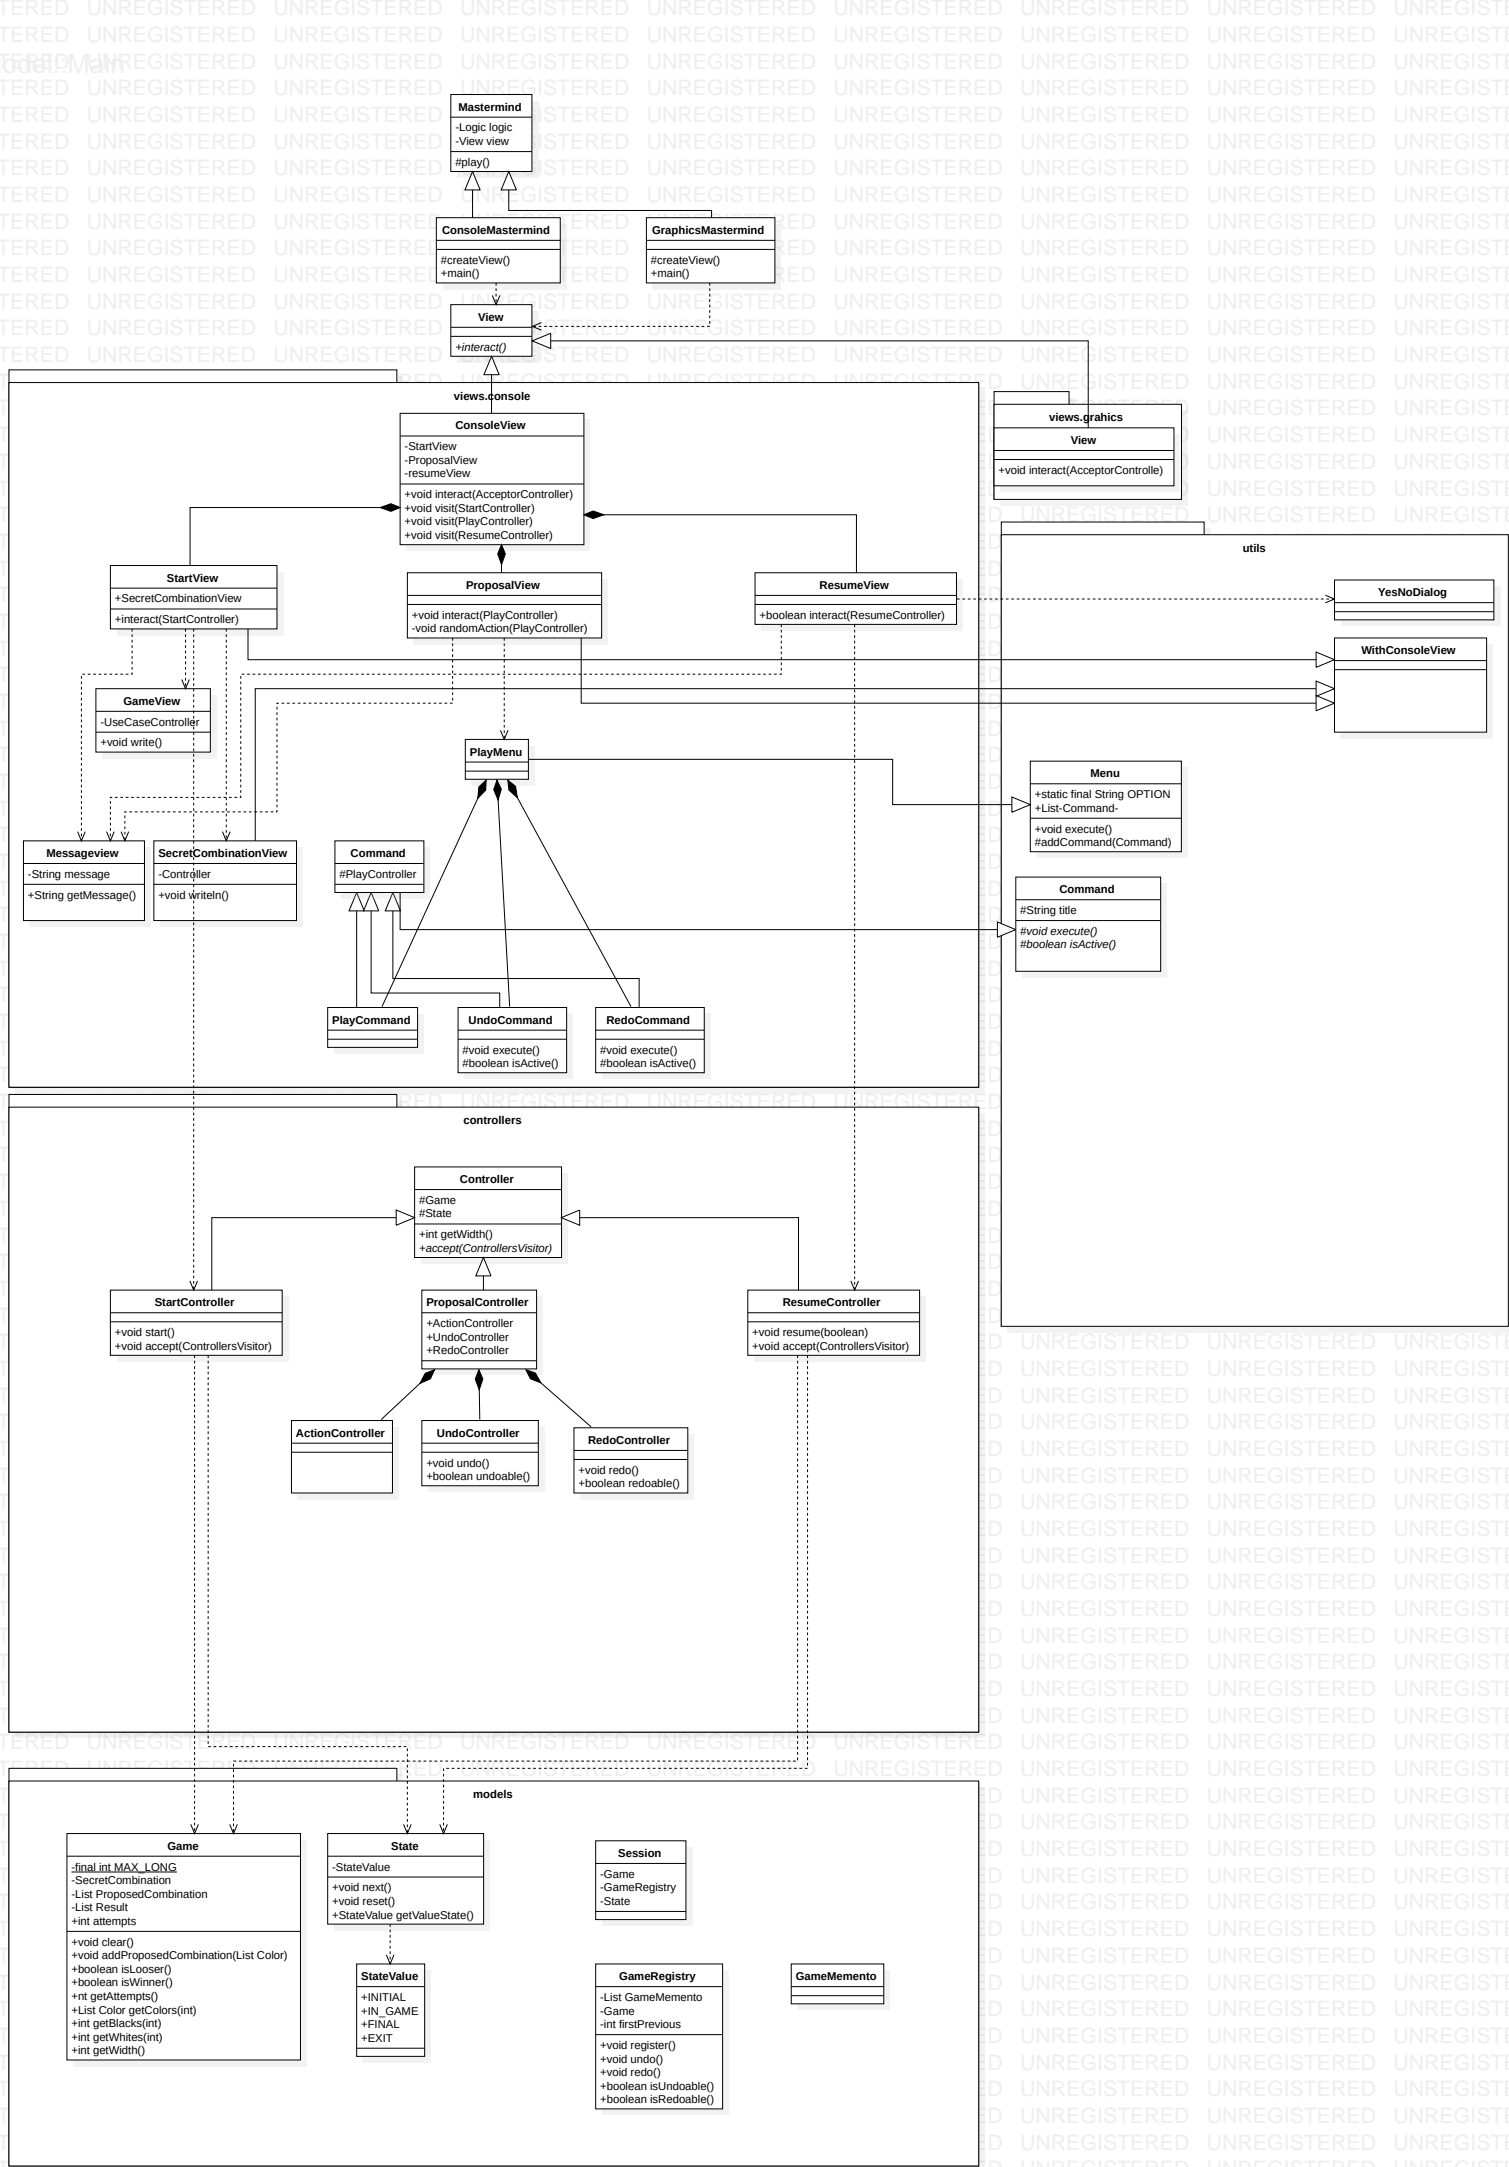 Model::Main
Mastermind
-Logic logic
-View view
#play()
ConsoleMastermind
#createView()
+main()
GraphicsMastermind
#createView()
+main()
View
+interact()
views.console
ConsoleView
-StartView
-ProposalView
-resumeView
+void interact(AcceptorController)
+void visit(StartController)
+void visit(PlayController)
+void visit(ResumeController)
views.grahics
View
+void interact(AcceptorControlle)
utils
StartView
+SecretCombinationView
+interact(StartController)
ProposalView
+void interact(PlayController)
-void randomAction(PlayController)
ResumeView
+boolean interact(ResumeController)
YesNoDialog
WithConsoleView
GameView
-UseCaseController
+void write()
PlayMenu
Menu
+static final String OPTION
+List-Command-
+void execute()
#addCommand(Command)
Messageview
-String message
+String getMessage()
SecretCombinationView
-Controller
+void writeln()
Command
#PlayController
Command
#String title
#void execute()
#boolean isActive()
PlayCommand
UndoCommand
#void execute()
#boolean isActive()
RedoCommand
#void execute()
#boolean isActive()
controllers
Controller
#Game
#State
+int getWidth()
+accept(ControllersVisitor)
StartController
+void start()
+void accept(ControllersVisitor)
ProposalController
+ActionController
+UndoController
+RedoController
ResumeController
+void resume(boolean)
+void accept(ControllersVisitor)
ActionController
UndoController
+void undo()
+boolean undoable()
RedoController
+void redo()
+boolean redoable()
models
Game
-final int MAX_LONG
-SecretCombination
-List ProposedCombination
-List Result
+int attempts
+void clear()
+void addProposedCombination(List Color)
+boolean isLooser()
+boolean isWinner()
+nt getAttempts()
+List Color getColors(int)
+int getBlacks(int)
+int getWhites(int)
+int getWidth()
State
-StateValue
+void next()
+void reset()
+StateValue getValueState()
Session
-Game
-GameRegistry
-State
StateValue
+INITIAL
+IN_GAME
+FINAL
+EXIT
GameRegistry
-List GameMemento
-Game
-int firstPrevious
+void register()
+void undo()
+void redo()
+boolean isUndoable()
+boolean isRedoable()
GameMemento